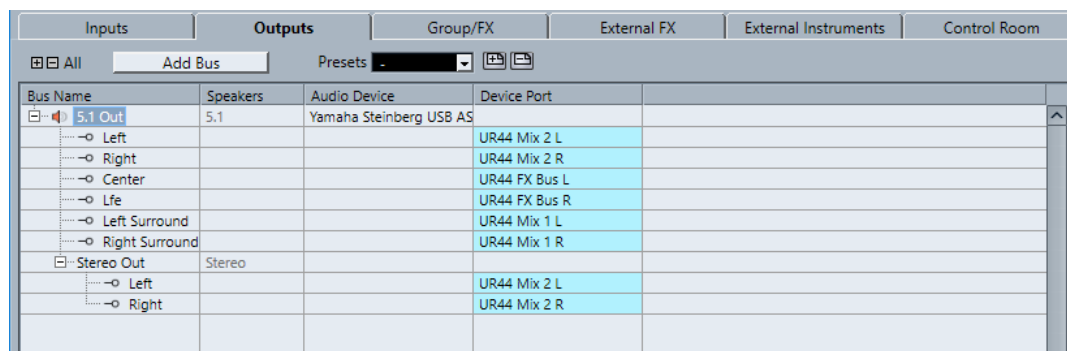 Inputs Outputs Group/FX External FX External Instruments Control Room
All Add Bus Presets -
Bus Name Speakers Audio Device Device Port
5.1 Out 5.1 Yamaha Steinberg USB AS
Left UR44 Mix 2 L
Right UR44 Mix 2 R
Center UR44 FX Bus L
Lfe UR44 FX Bus R
Left Surround UR44 Mix 1 L
Right Surround UR44 Mix 1 R
Stereo Out Stereo
Left UR44 Mix 2 L
Right UR44 Mix 2 R